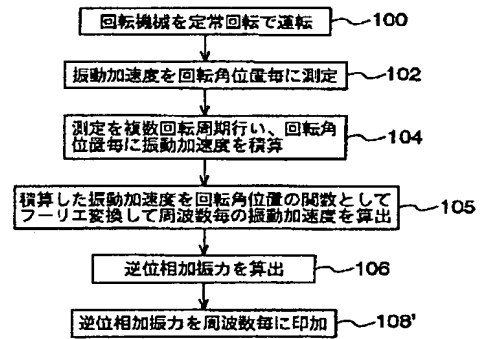 回転機械を定常回転で運転
100
振動加速度を回転角位置毎に測定
102
測定を複数回転周期行い、回転角
位置毎に振動加速度を積算
104
積算した振動加速度を回転角位置の関数として
フーリエ変換して周波数毎の振動加速度を算出
105
逆位相加振力を算出
106
逆位相加振力を周波数毎に印加
108'